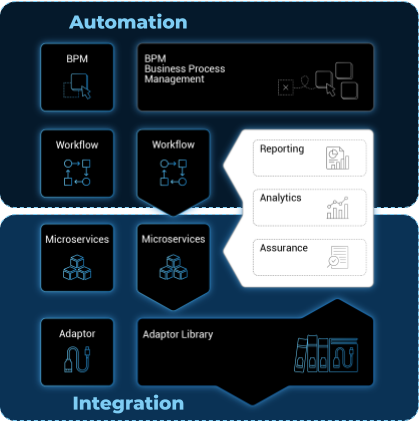 Automation
BPM
BPM
Business Process
Management
Workflow
Workflow
Reporting
Analytics
Assurance
Microservices
Microservices
Adaptor
Adaptor Library
Integration